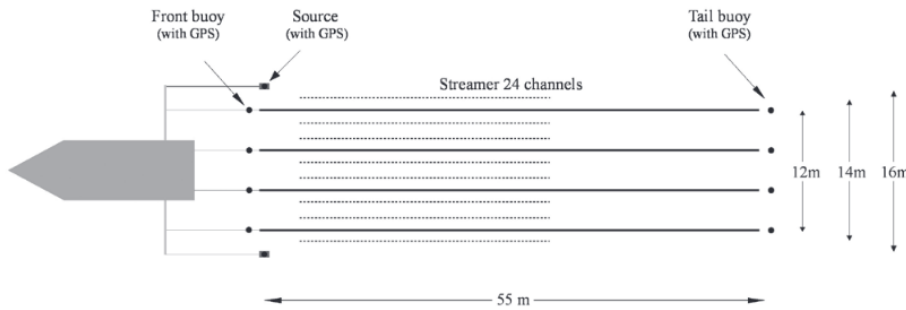 Front buoy
(with GPS)
Source
(with GPS)
Tail buoy
(with GPS)
Streamer 24 channels
12m
14m
16m
55 m